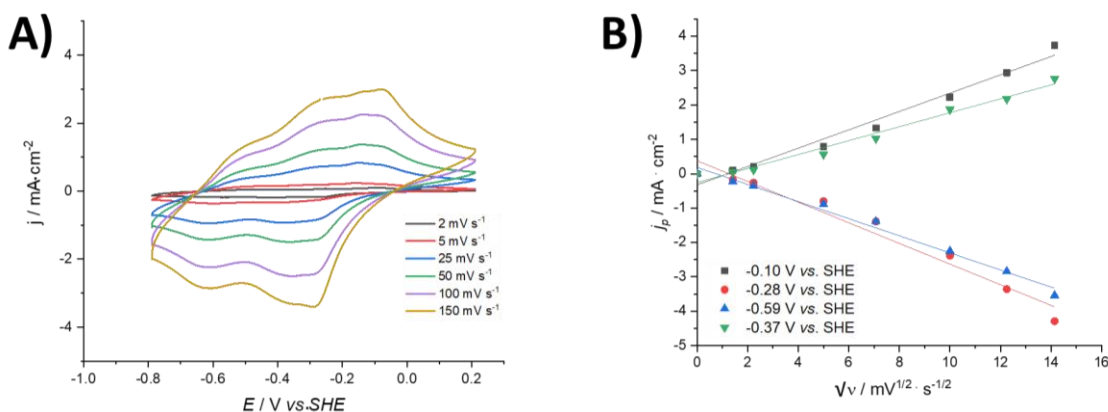 A)
4
2
0
-2
-4
j / mA·cm-2
-1.0 -0.8 -0.6 -0.4 -0.2 0.0 0.2
E / V vs.SHE
2 mV s-1
5 mV s-1
25 mV s-1
50 mV s-1
100 mV s-1
150 mV s-1
B)
4
3
2
1
0
-1
-2
-3
-4
-5
jp / mA · cm-2
0 2 4 6 8 10 12 14 16
√ν / mV1/2 · s-1/2
-0.10 V vs. SHE
-0.28 V vs. SHE
-0.59 V vs. SHE
-0.37 V vs. SHE